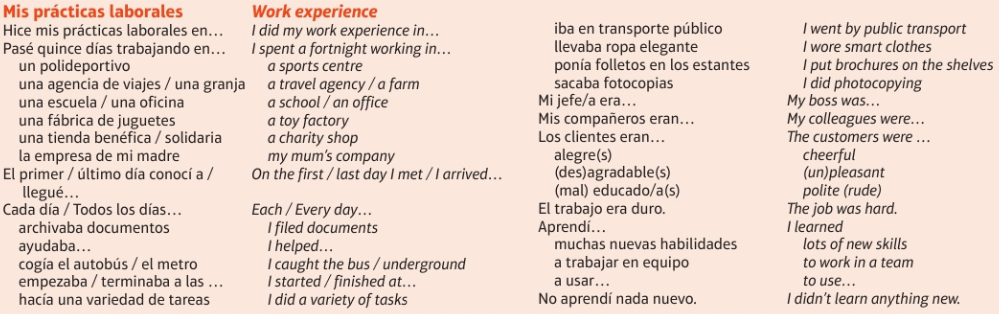 Mis prácticas laborales
Hice mis prácticas laborales en…
Pasé quince días trabajando en…
un polideportivo
una agencia de viajes / una granja
una escuela / una oficina
una fábrica de juguetes
una tienda benéfica / solidaria
la empresa de mi madre
El primer / último día conocí a /
llegué…
Cada día / Todos los días…
archivaba documentos
ayudaba…
cogía el autobús / el metro
empezaba / terminaba a las …
hacía una variedad de tareas
Work experience
I did my work experience in…
I spent a fortnight working in…
a sports centre
a travel agency / a farm
a school / an office
a toy factory
a charity shop
my mum's company
On the first / last day I met / I arrived…
Each / Every day…
I filed documents
I helped…
I caught the bus / underground
I started / finished at…
I did a variety of tasks
iba en transporte público
llevaba ropa elegante
ponía folletos en los estantes
sacaba fotocopias
Mi jefe/a era…
Mis compañeros eran…
Los clientes eran…
alegre(s)
(des)agradable(s)
(mal) educado/a(s)
El trabajo era duro.
Aprendí…
muchas nuevas habilidades
a trabajar en equipo
a usar…
No aprendí nada nuevo.
I went by public transport
I wore smart clothes
I put brochures on the shelves
I did photocopying
My boss was…
My colleagues were…
The customers were …
cheerful
(un)pleasant
polite (rude)
The job was hard.
I learned
lots of new skills
to work in a team
to use…
I didn't learn anything new.